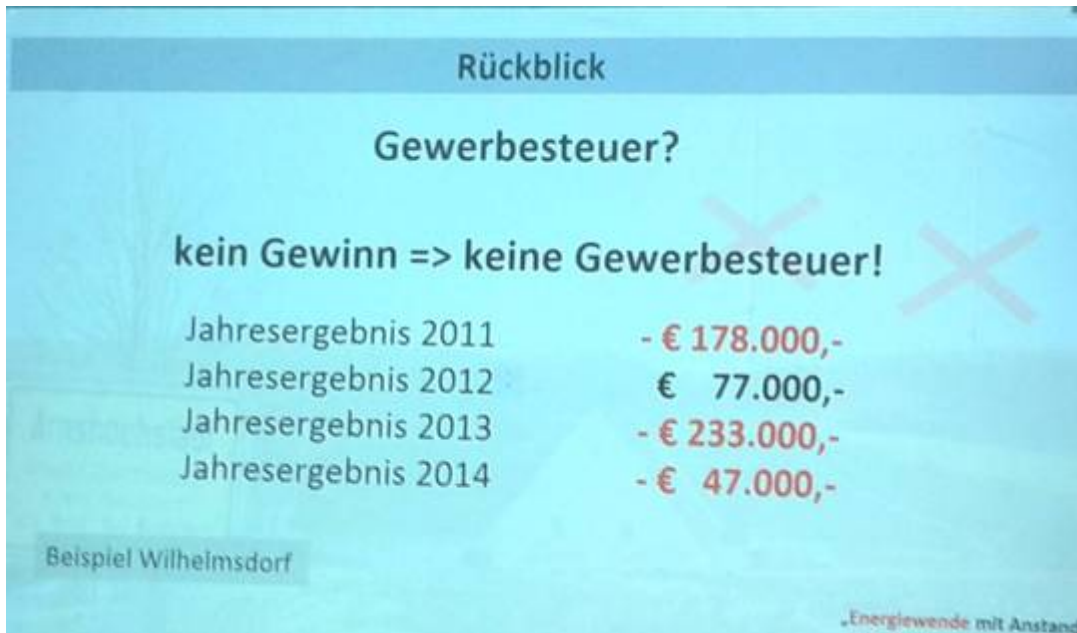 Rückblick
Gewerbesteuer?
kein Gewinn => keine Gewerbesteuer!
Jahresergebnis 2011 - € 178.000,-
Jahresergebnis 2012 € 77.000,-
Jahresergebnis 2013 - € 233.000,-
Jahresergebnis 2014 - € 47.000,-
Beispiel Wilhelmsdorf
„Energiewende mit Anstand